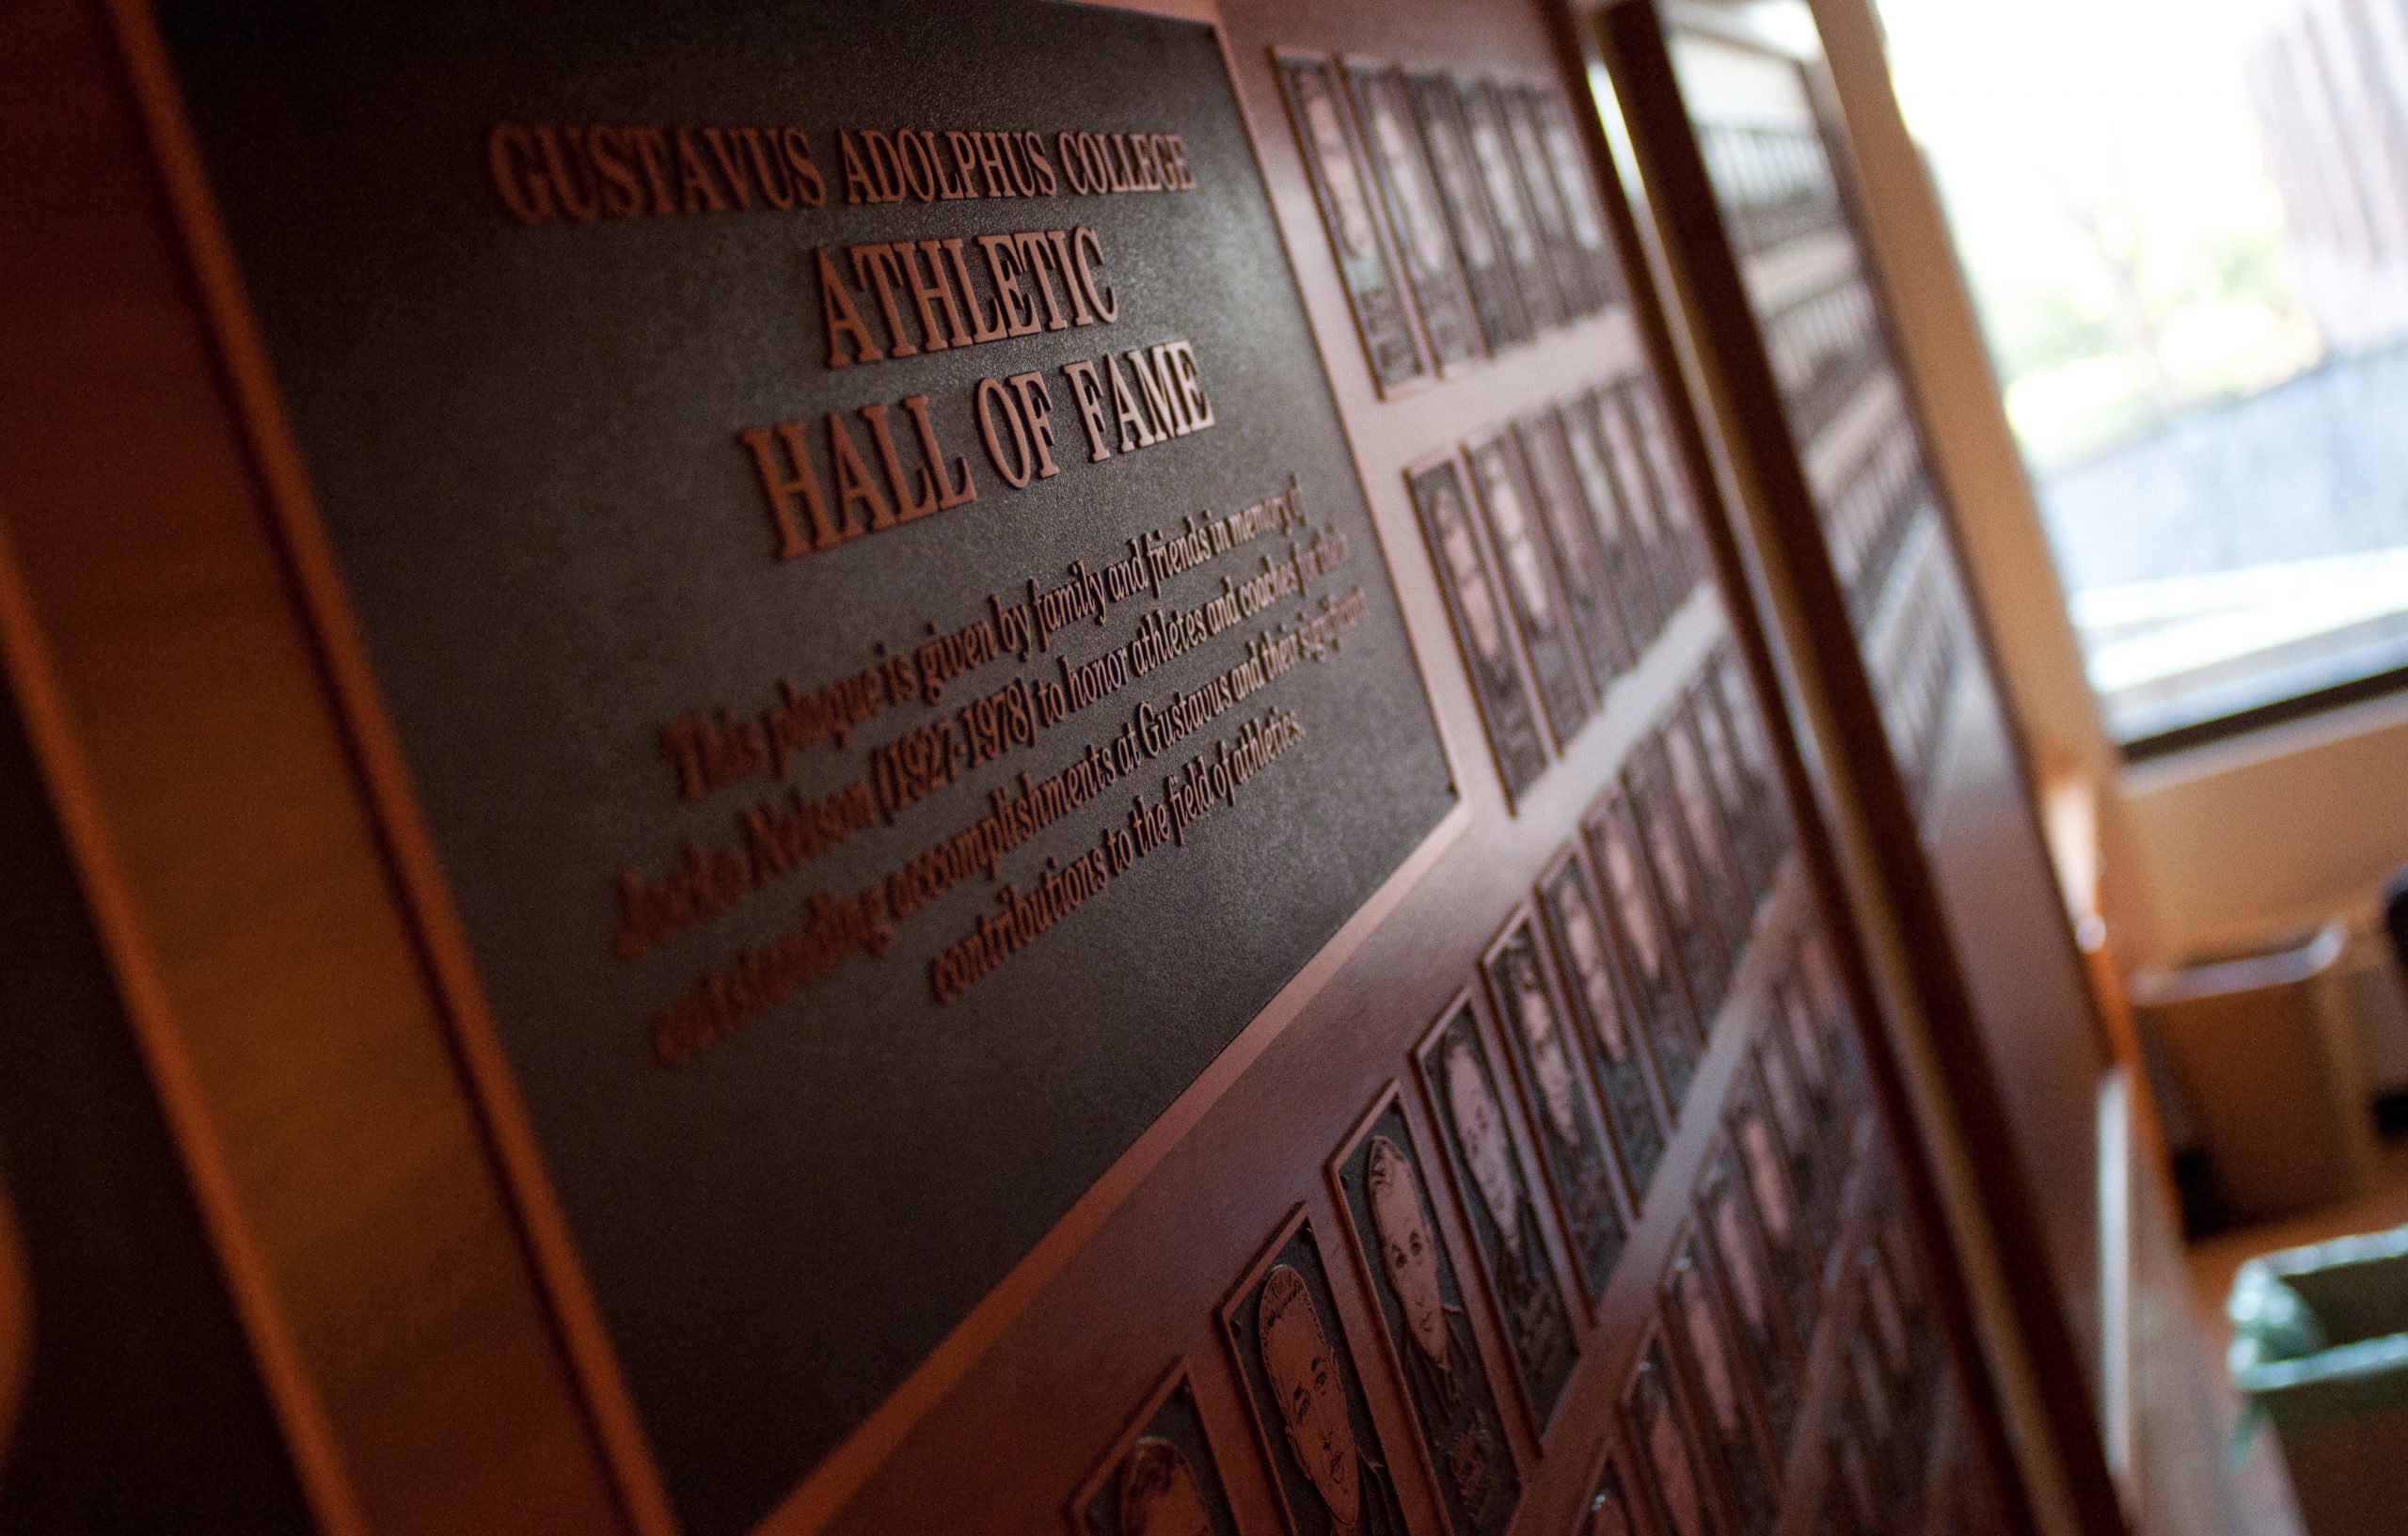 GUSTAVUS ADOLPHUS COLLEGE
ATHLETIC
HALL OF FAME
This plaque is given by family and friends in memory of
Nelson (1927-1978) to honor athletes and coaches for their
outstanding accomplishments at Gustavus and their significant
contributions to the field of athletics.